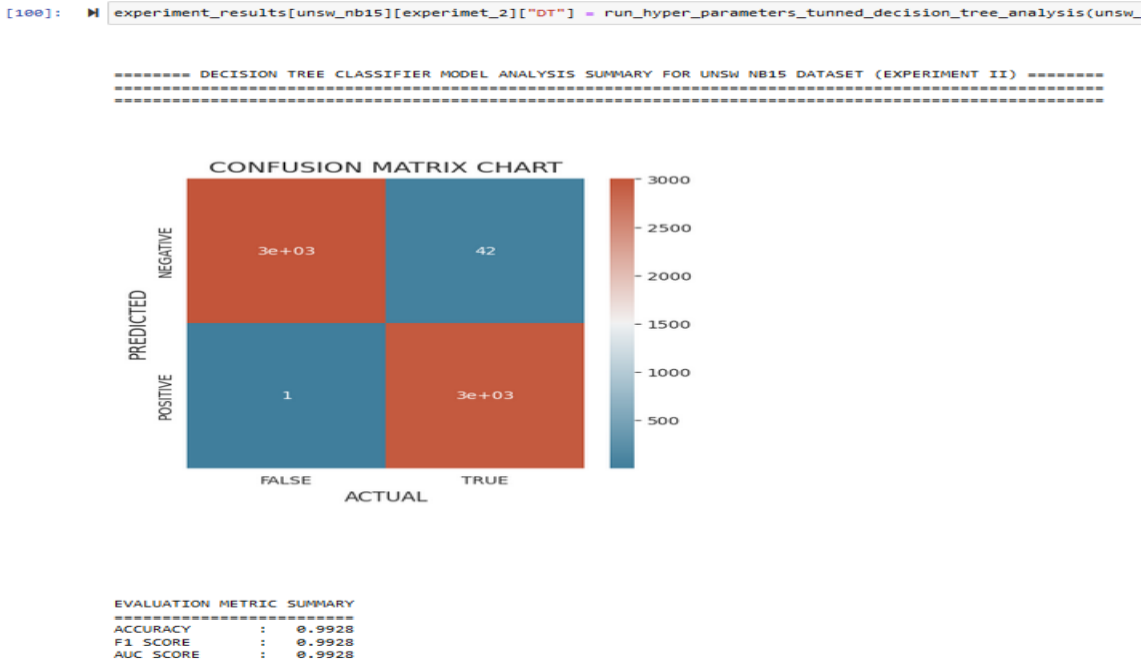 [100]: experiment_results[unsw_nb15][experimet_2]["DT"] = run_hyper_parameters_tunned_decision_tree_analysis(unsw_
======== DECISION TREE CLASSIFIER MODEL ANALYSIS SUMMARY FOR UNSW NB15 DATASET (EXPERIMENT II) ========
CONFUSION MATRIX CHART
PREDICTED
NEGATIVE
POSITIVE
3e+03 42
1 3e+03
FALSE TRUE
ACTUAL
3000
2500
2000
1500
1000
500
EVALUATION METRIC SUMMARY
=========================
ACCURACY : 0.9928
F1 SCORE : 0.9928
AUC SCORE : 0.9928